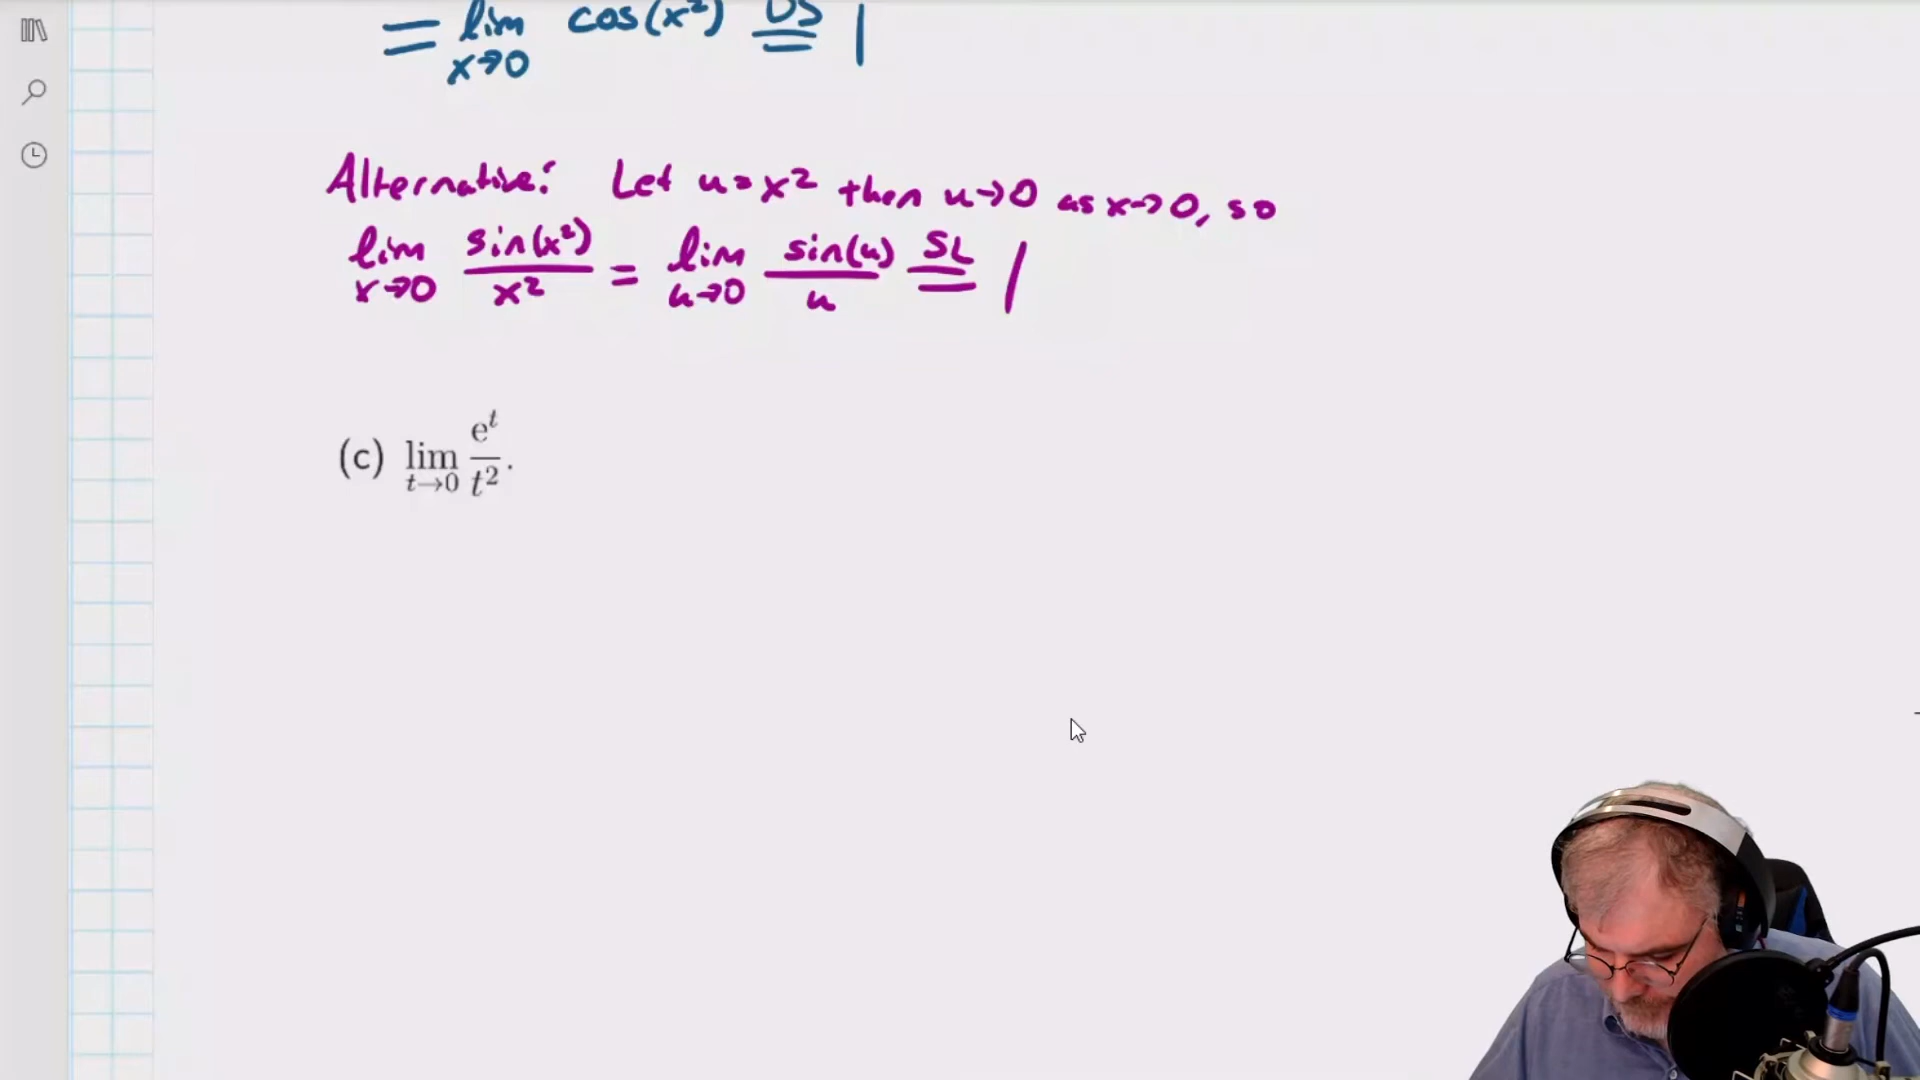 = lim x→0 cos(x²) DS= 1
Alternative: Let u = x² then u→0 as x→0, so
lim x→0 sin(x²)/x² = lim u→0 sin(u)/u SL= 1
(c) lim t→0 eᵗ/t².